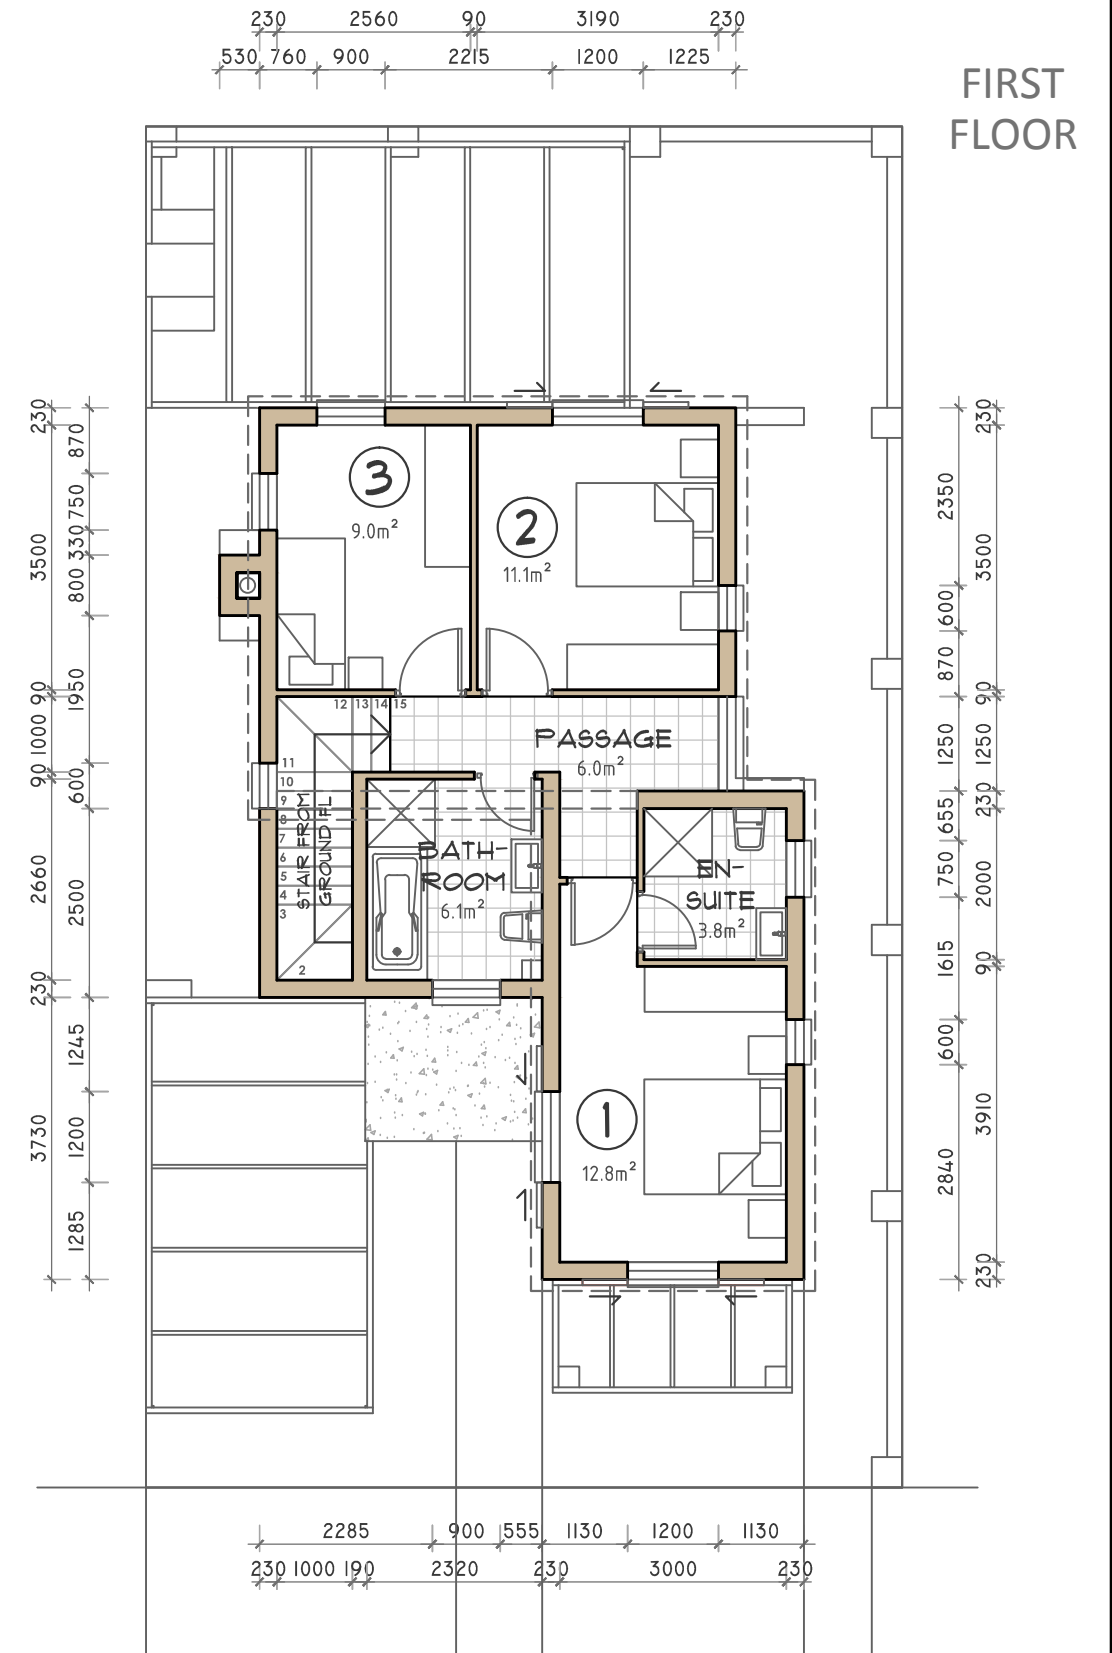 230 2560 90 3190 230
530 760 900 2215 1200 1225
FIRST
FLOOR
230
870
750
3500
330
800
1950
90
1000
90
600
2660
2500
230
1245
1200
3730
1285
3
9.0m²
2
11.1m²
12 13 14 15
PASSAGE
6.0m²
11
10
9
8
7
6
5
4
3
2
STAIR FROM
GROUND FL
BATH-
ROOM
6.1m²
EN-
SUITE
3.8m²
1
12.8m²
230
2350
3500
600
870
90
1250 1250
230
655
750
2000
1615
90
600
3910
2840
230
2285 900 555 1130 1200 1130
230 1000 190 2320 230 3000 230